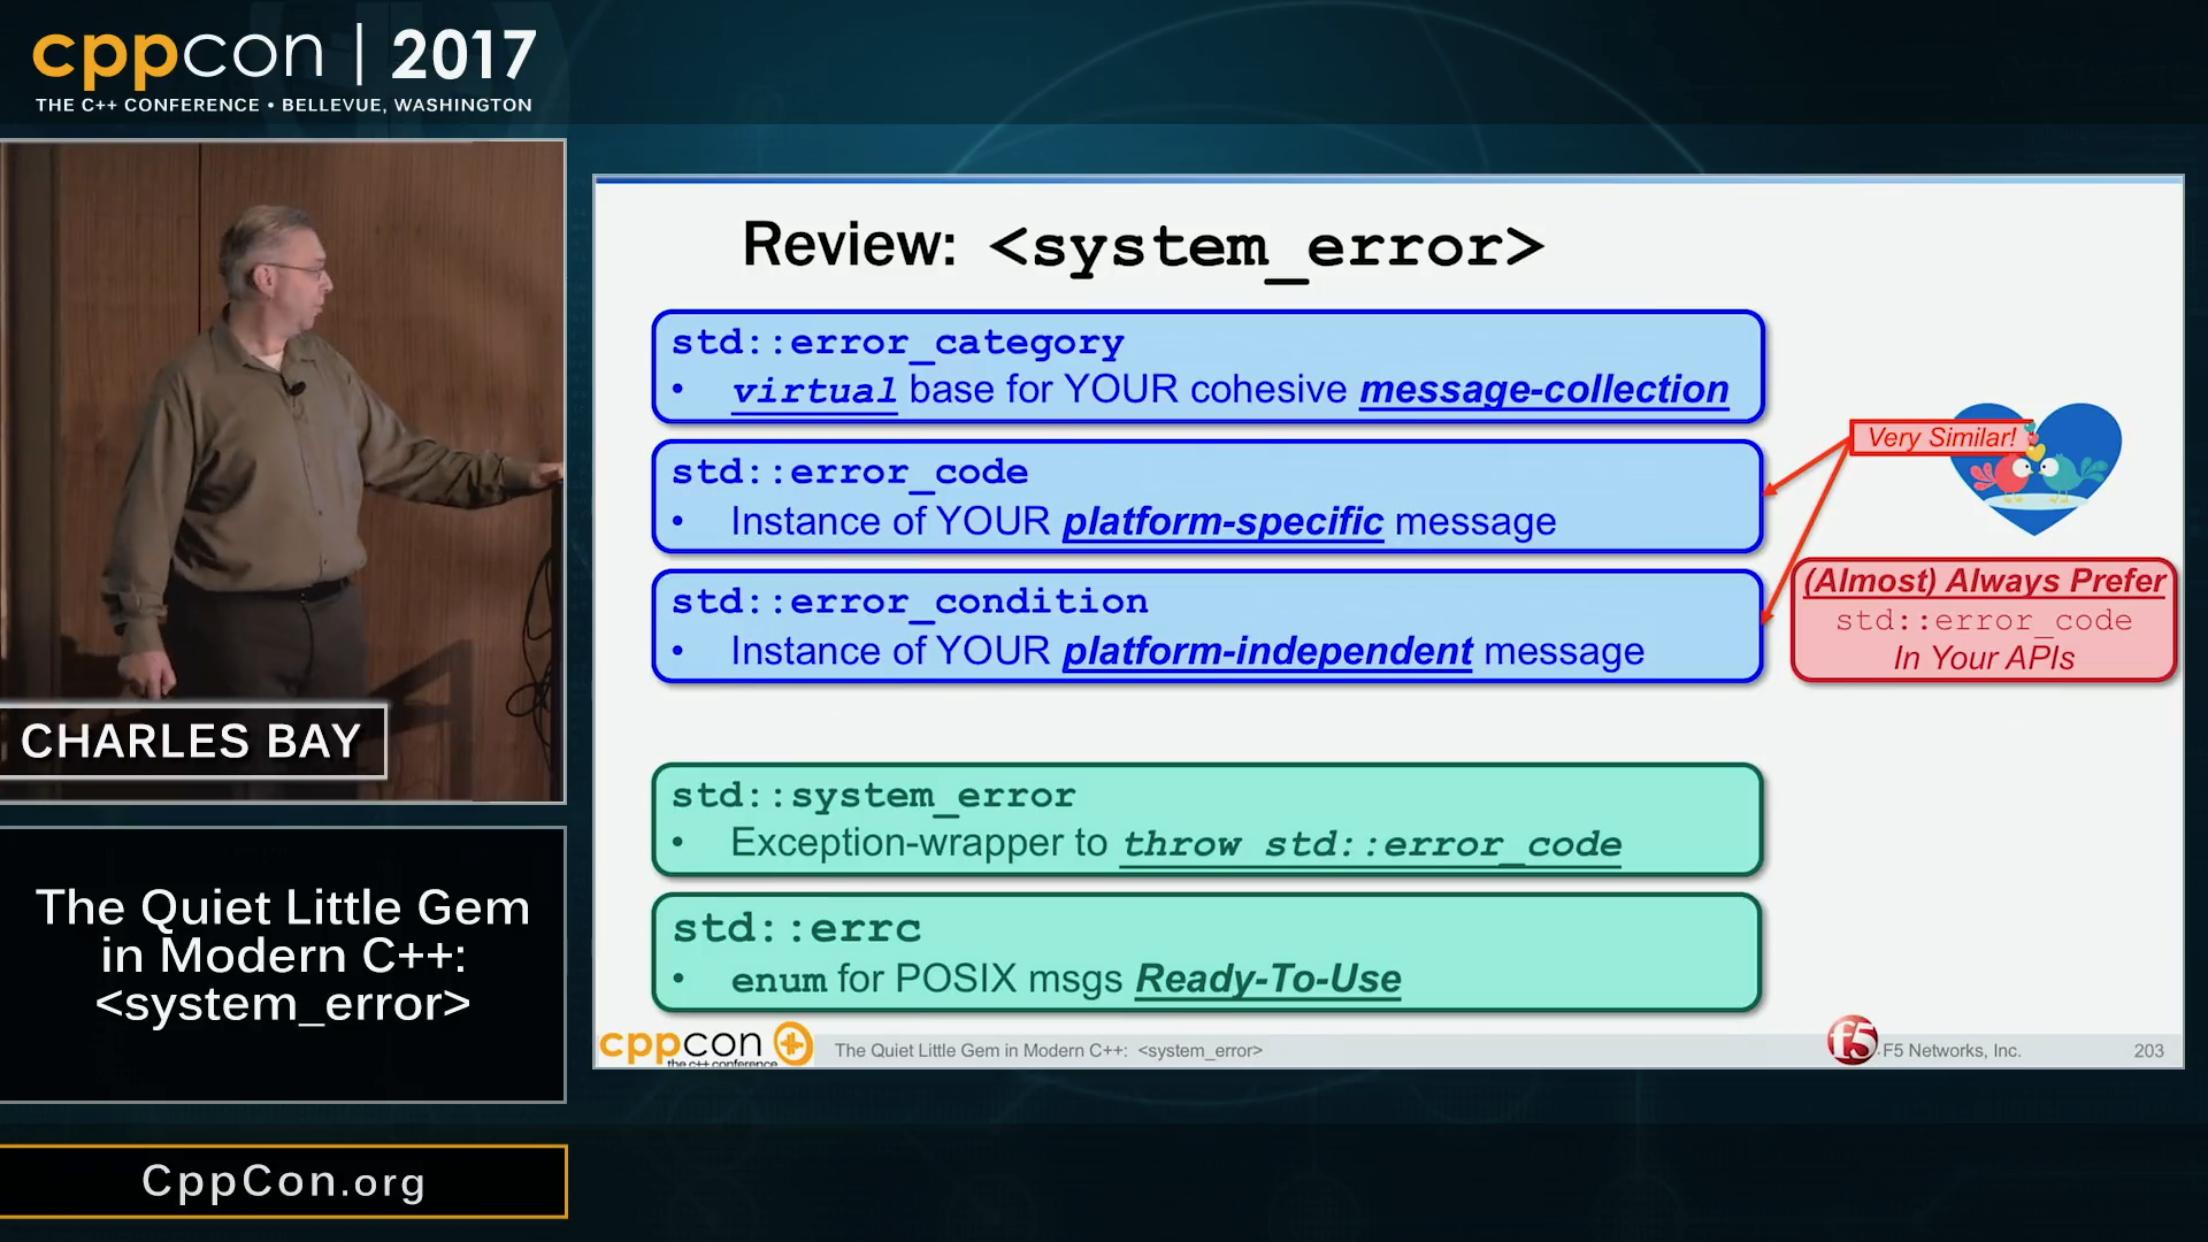 cppcon | 2017
THE C++ CONFERENCE • BELLEVUE, WASHINGTON
CHARLES BAY
The Quiet Little Gem
in Modern C++:
<system_error>
CppCon.org
Review: <system_error>
std::error_category
• virtual base for YOUR cohesive message-collection
std::error_code
• Instance of YOUR platform-specific message
std::error_condition
• Instance of YOUR platform-independent message
Very Similar!
(Almost) Always Prefer
std::error_code
In Your APIs
std::system_error
• Exception-wrapper to throw std::error_code
std::errc
• enum for POSIX msgs Ready-To-Use
cppcon
the c++ conference
The Quiet Little Gem in Modern C++: <system_error>
f5
F5 Networks, Inc.
203